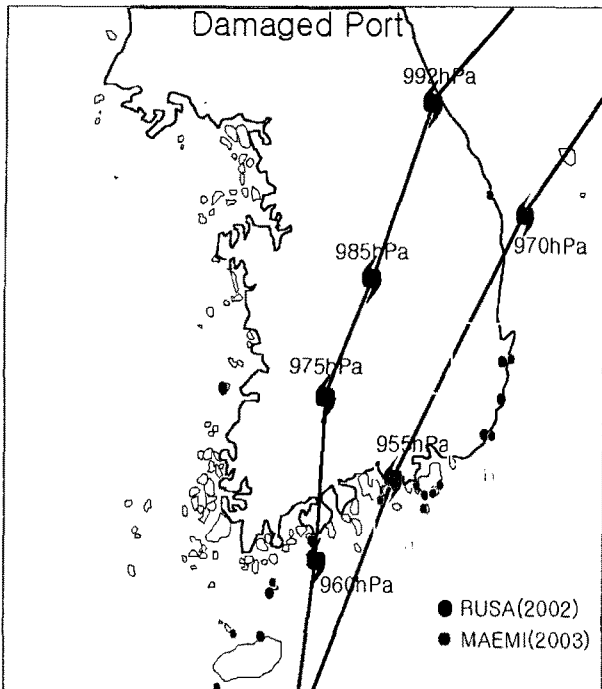 Damaged Port
992hPa
970hPa
985hPa
975hPa
955hPa
960hPa
RUSA(2002)
MAEMI(2003)